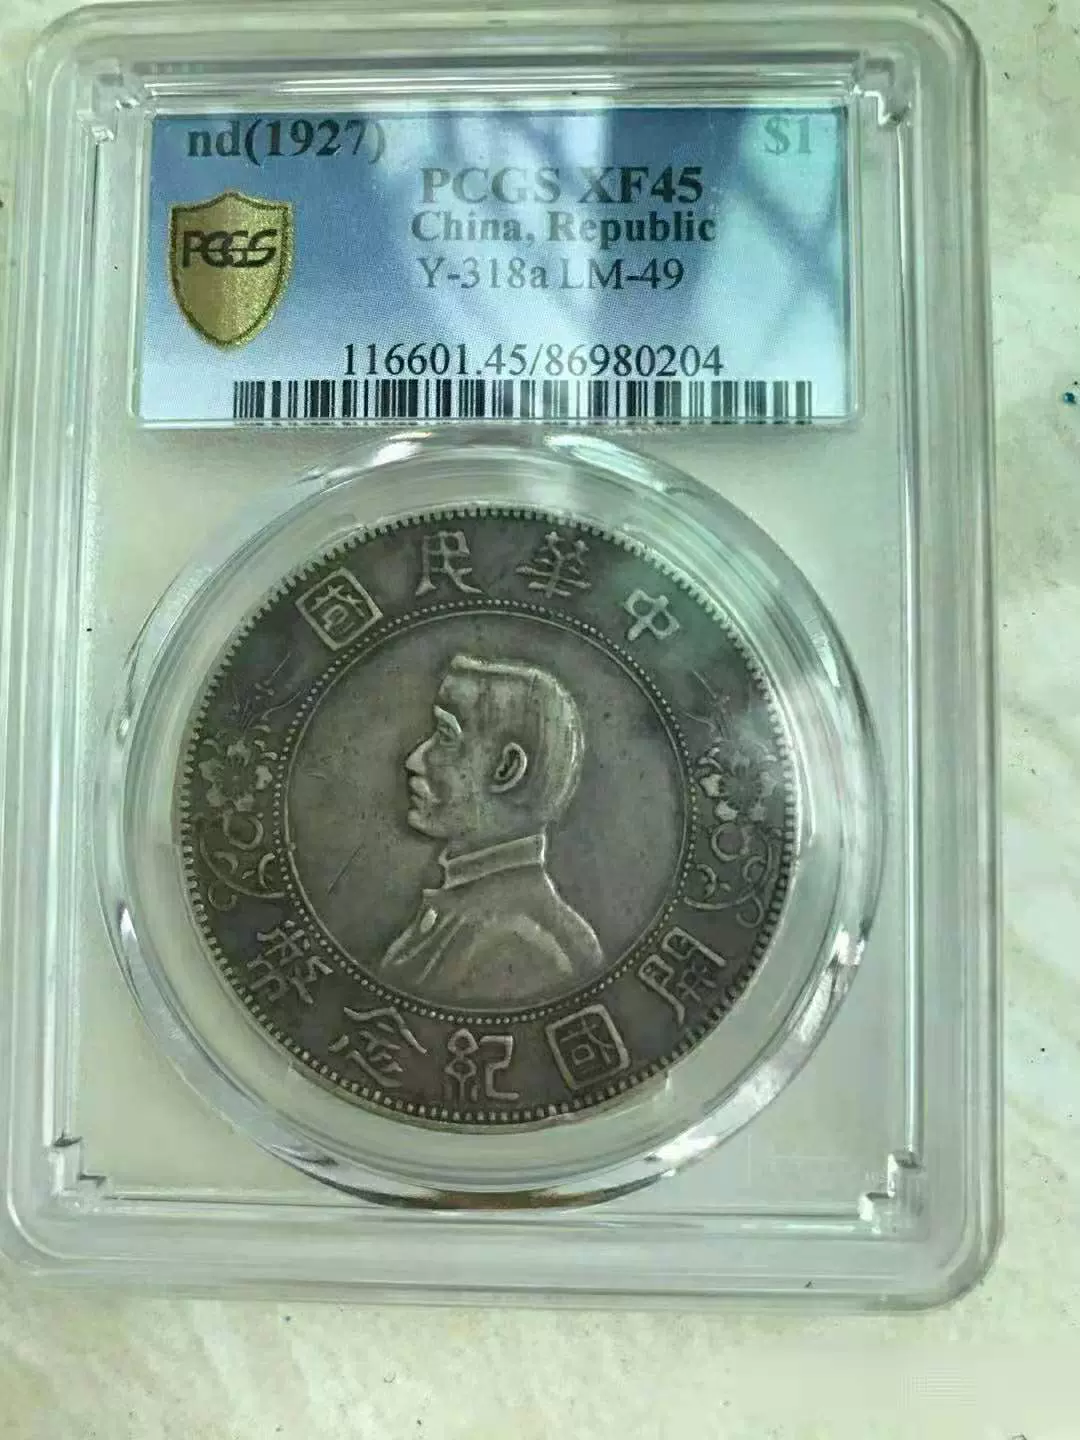 nd(1927) $1
PCGS XF45
China, Republic
PCGS
Y-318a LM-49
116601.45/86980204
中華民國
開國紀念幣